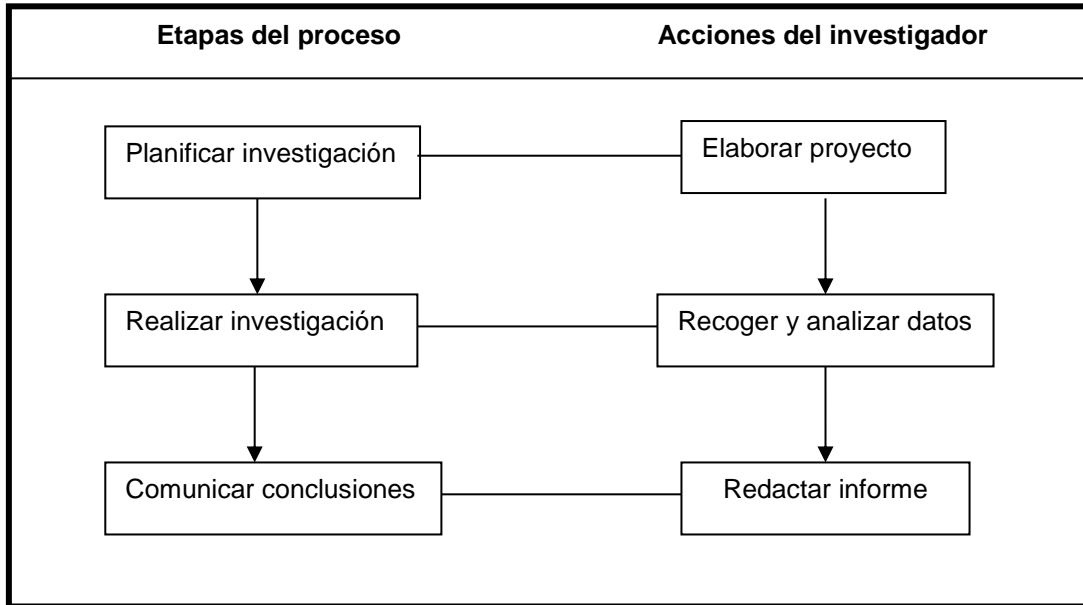 Etapas del proceso
Acciones del investigador
Planificar investigación
Elaborar proyecto
Realizar investigación
Recoger y analizar datos
Comunicar conclusiones
Redactar informe